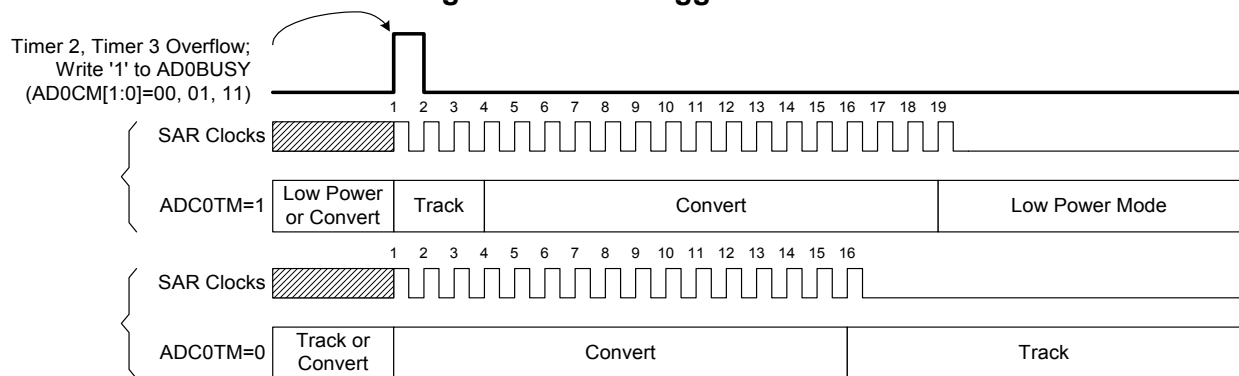 Timer 2, Timer 3 Overflow;
Write '1' to AD0BUSY
(AD0CM[1:0]=00, 01, 11)
1 2 3 4 5 6 7 8 9 10 11 12 13 14 15 16 17 18 19
SAR Clocks
ADC0TM=1
Low Power
or Convert
Track
Convert
Low Power Mode
1 2 3 4 5 6 7 8 9 10 11 12 13 14 15 16
SAR Clocks
ADC0TM=0
Track or
Convert
Convert
Track